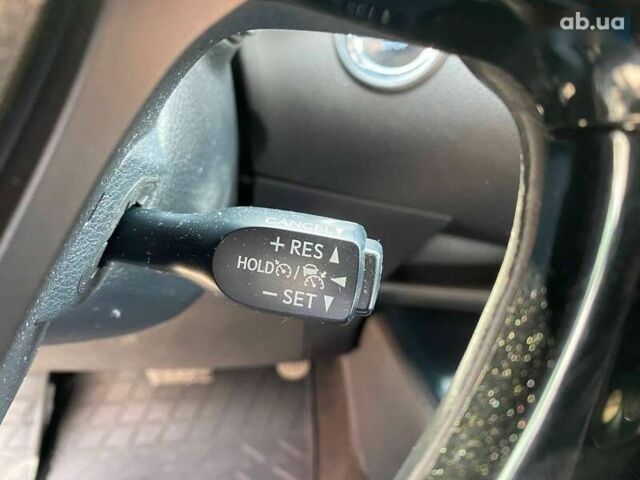 ab.ua
CANCEL▼
+ RES ▲
HOLD / ◄
− SET ▼